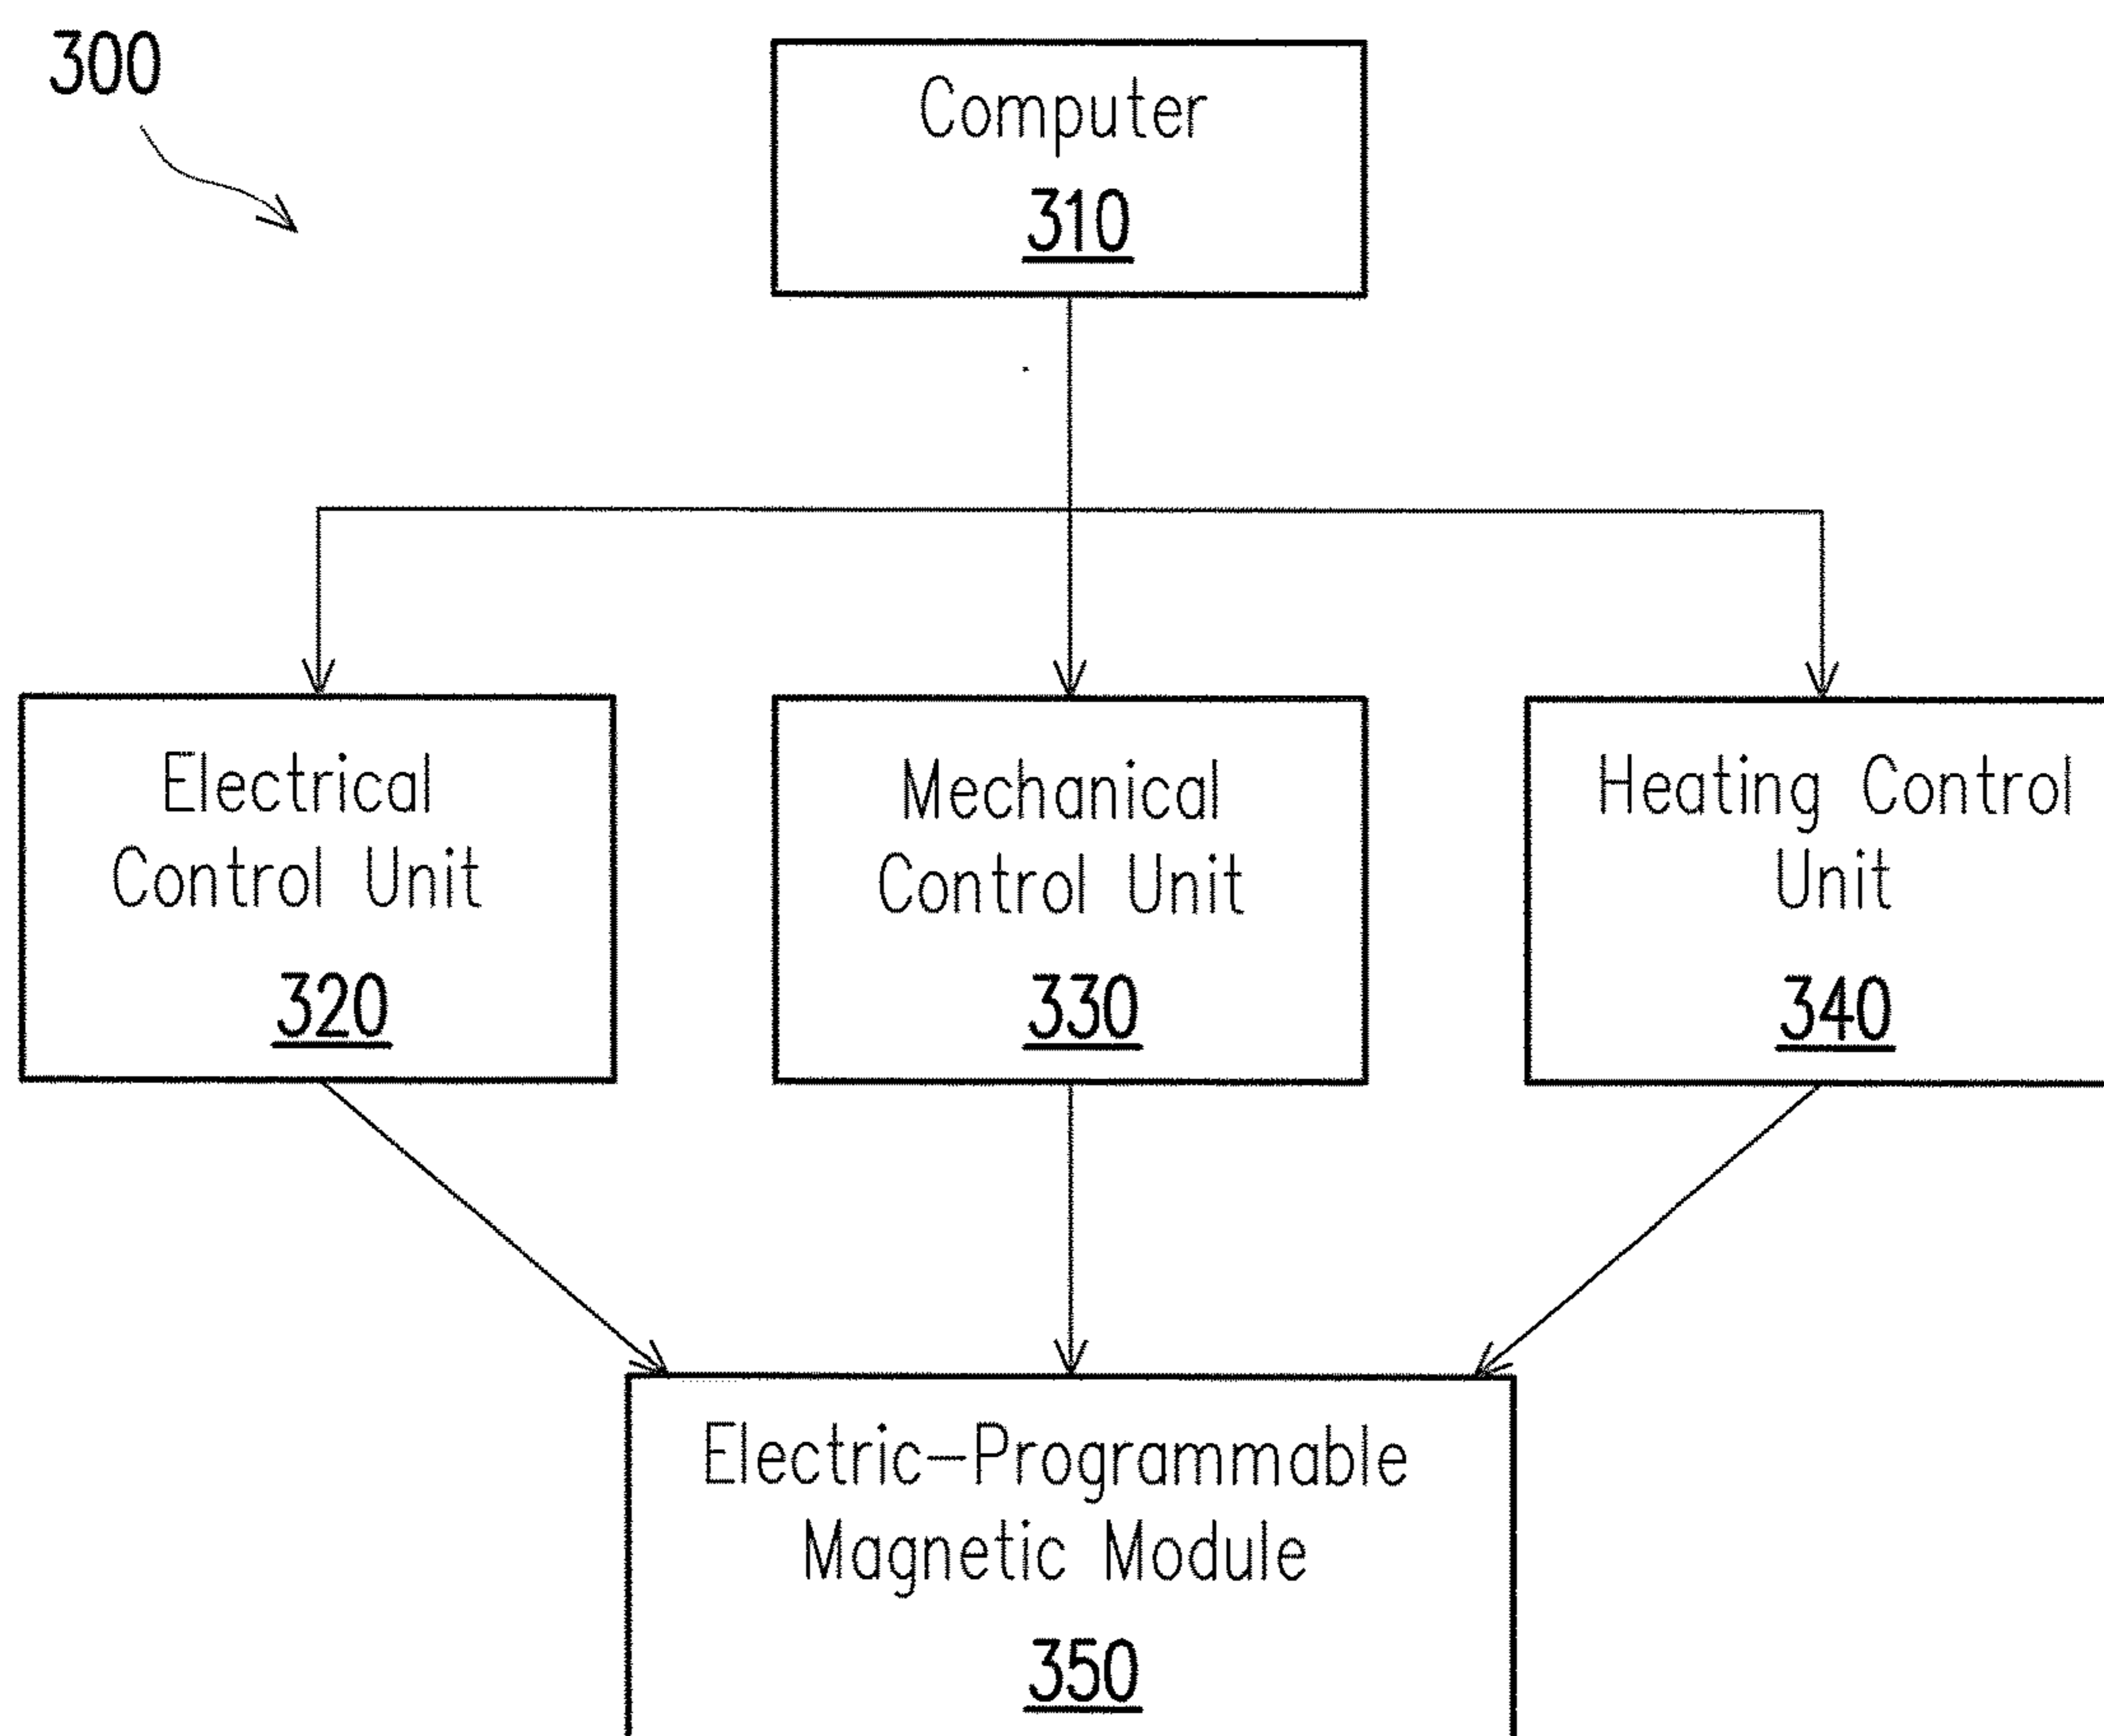 300
Computer
310
Electrical
Control Unit
320
Mechanical
Control Unit
330
Heating Control
Unit
340
Electric-Programmable
Magnetic Module
350